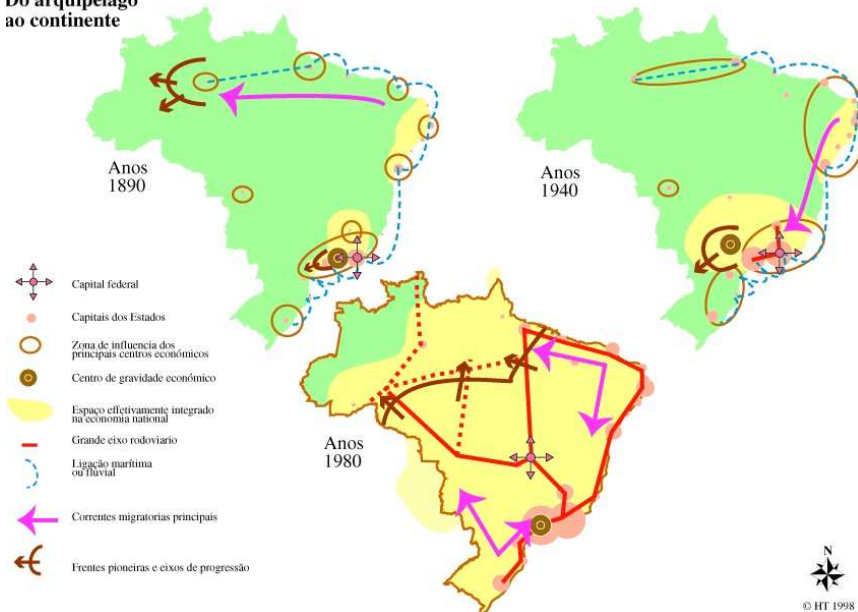 Do arquipélago
ao continente
Anos
1890
Anos
1940
Anos
1980
Capital federal
Capitais dos Estados
Zona de influencia dos
principais centros económicos
Centro de gravidade económico
Espaço effetivamente integrado
na economia national
Grande eixo rodoviario
Ligação marítima
ou fluvial
Correntes migratorias principais
Frentes pioneiras e eixos de progressão
N
© HT 1998